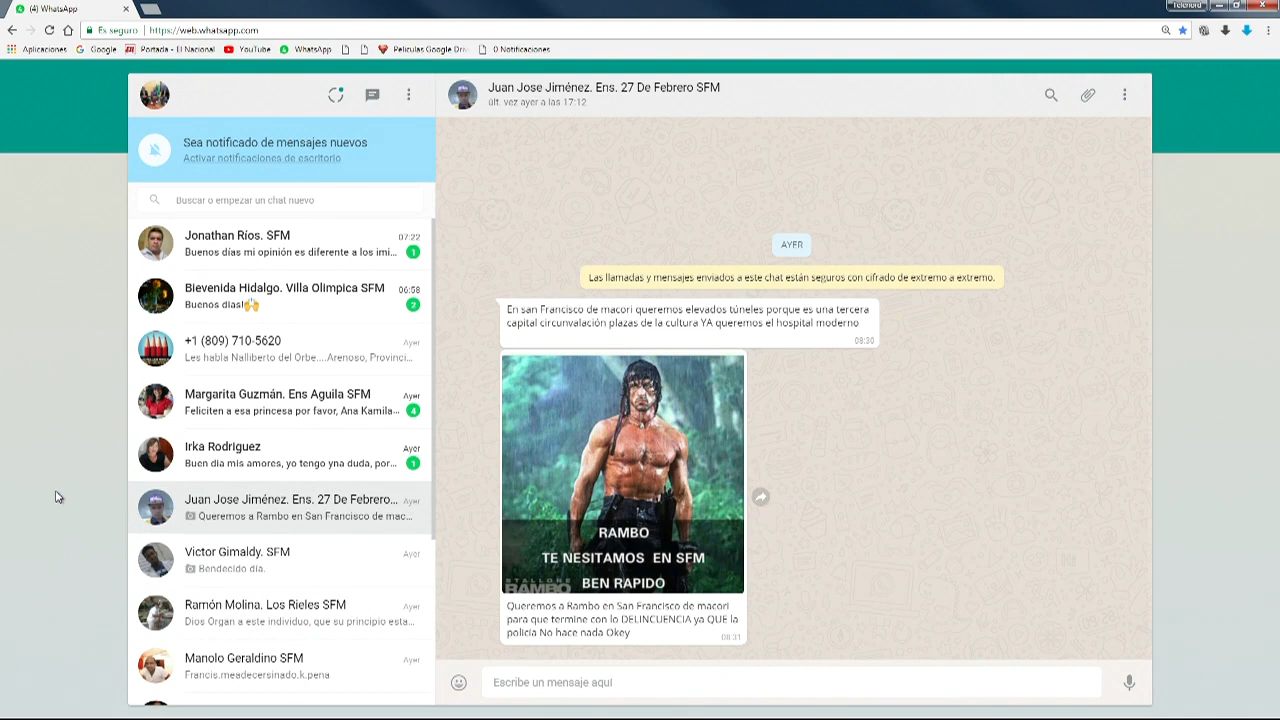 (4) WhatsApp
Telenord
Es seguro | https://web.whatsapp.com
Aplicaciones
Google
Portada - El Nacional
YouTube
WhatsApp
Peliculas Google Driv
0 Notificaciones
Sea notificado de mensajes nuevos
Activar notificaciones de escritorio
Buscar o empezar un chat nuevo
Jonathan Ríos. SFM
07:22
Buenos días mi opinión es diferente a los imi...
1
Bievenida Hidalgo. Villa Olimpica SFM
06:58
Buenos días!
2
+1 (809) 710-5620
Ayer
Les habla Nalliberto del Orbe....Arenoso, Provinci...
Margarita Guzmán. Ens Aguila SFM
Ayer
Feliciten a esa princesa por favor, Ana Kamila...
4
Irka Rodriguez
Ayer
Buen dia mis amores, yo tengo yna duda, por...
1
Juan Jose Jiménez. Ens. 27 De Febrero...
Ayer
Queremos a Rambo en San Francisco de mac...
Victor Gimaldy. SFM
Ayer
Bendecido día.
Ramón Molina. Los Rieles SFM
Ayer
Dios Organ a este individuo, que su principio esta...
Manolo Geraldino SFM
Ayer
Francis.meadecersinado.k.pena
Juan Jose Jiménez. Ens. 27 De Febrero SFM
últ. vez ayer a las 17:12
AYER
Las llamadas y mensajes enviados a este chat están seguros con cifrado de extremo a extremo.
En san Francisco de macori queremos elevados túneles porque es una tercera
capital circunvalación plazas de la cultura YA queremos el hospital moderno
08:30
RAMBO
TE NESITAMOS EN SFM
BEN RAPIDO
STALLONE
RAMBO
Queremos a Rambo en San Francisco de macori
para que termine con lo DELINCUENCIA ya QUE la
policía No hace nada Okey
08:31
Escribe un mensaje aquí